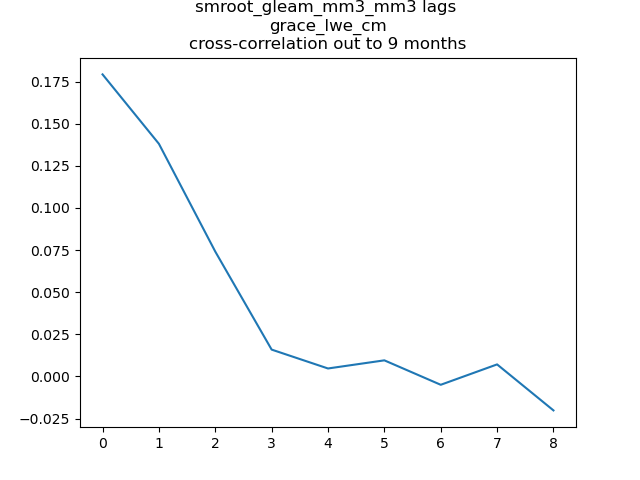 smroot_gleam_mm3_mm3 lags
grace_lwe_cm
cross-correlation out to 9 months
0.175
0.150
0.125
0.100
0.075
0.050
0.025
0.000
−0.025
0 1 2 3 4 5 6 7 8